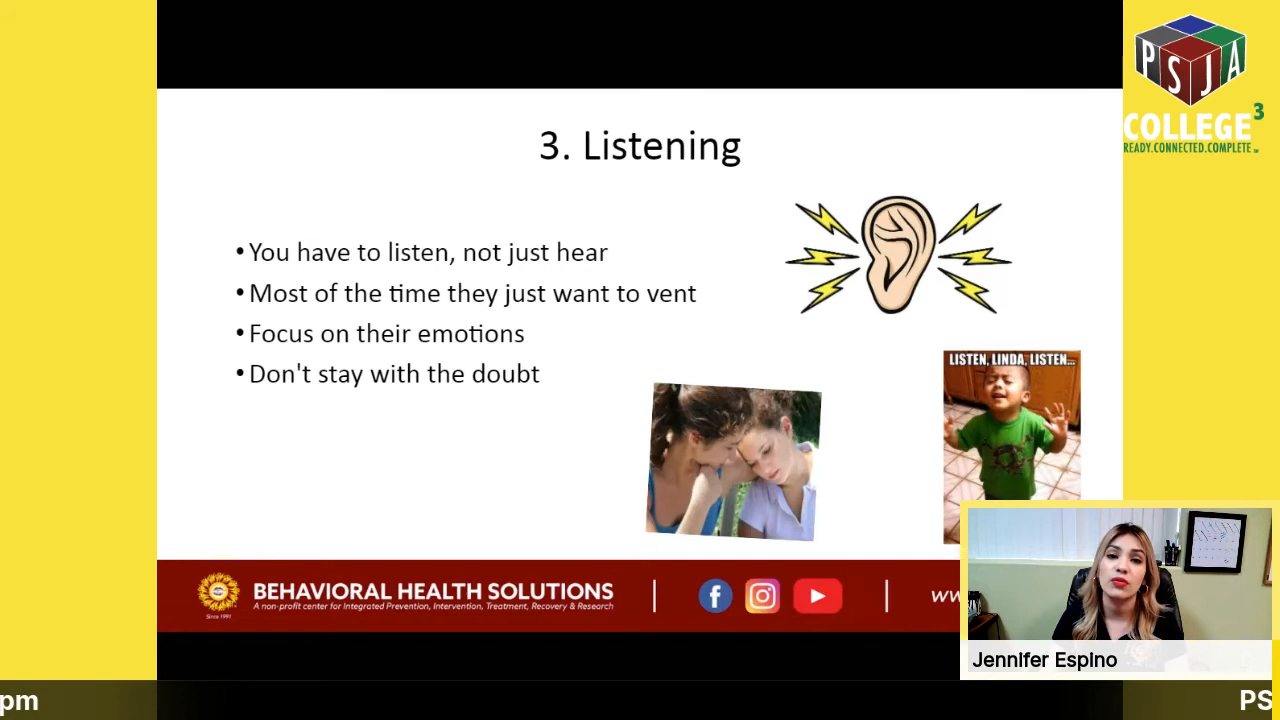 PSJA
COLLEGE³
READY.CONNECTED.COMPLETE
3. Listening
• You have to listen, not just hear
• Most of the time they just want to vent
• Focus on their emotions
• Don't stay with the doubt
LISTEN, LINDA, LISTEN...
BEHAVIORAL HEALTH SOLUTIONS
A non-profit center for Integrated Prevention, Intervention, Treatment, Recovery & Research
Since 1991
Jennifer Espino
pm
PS